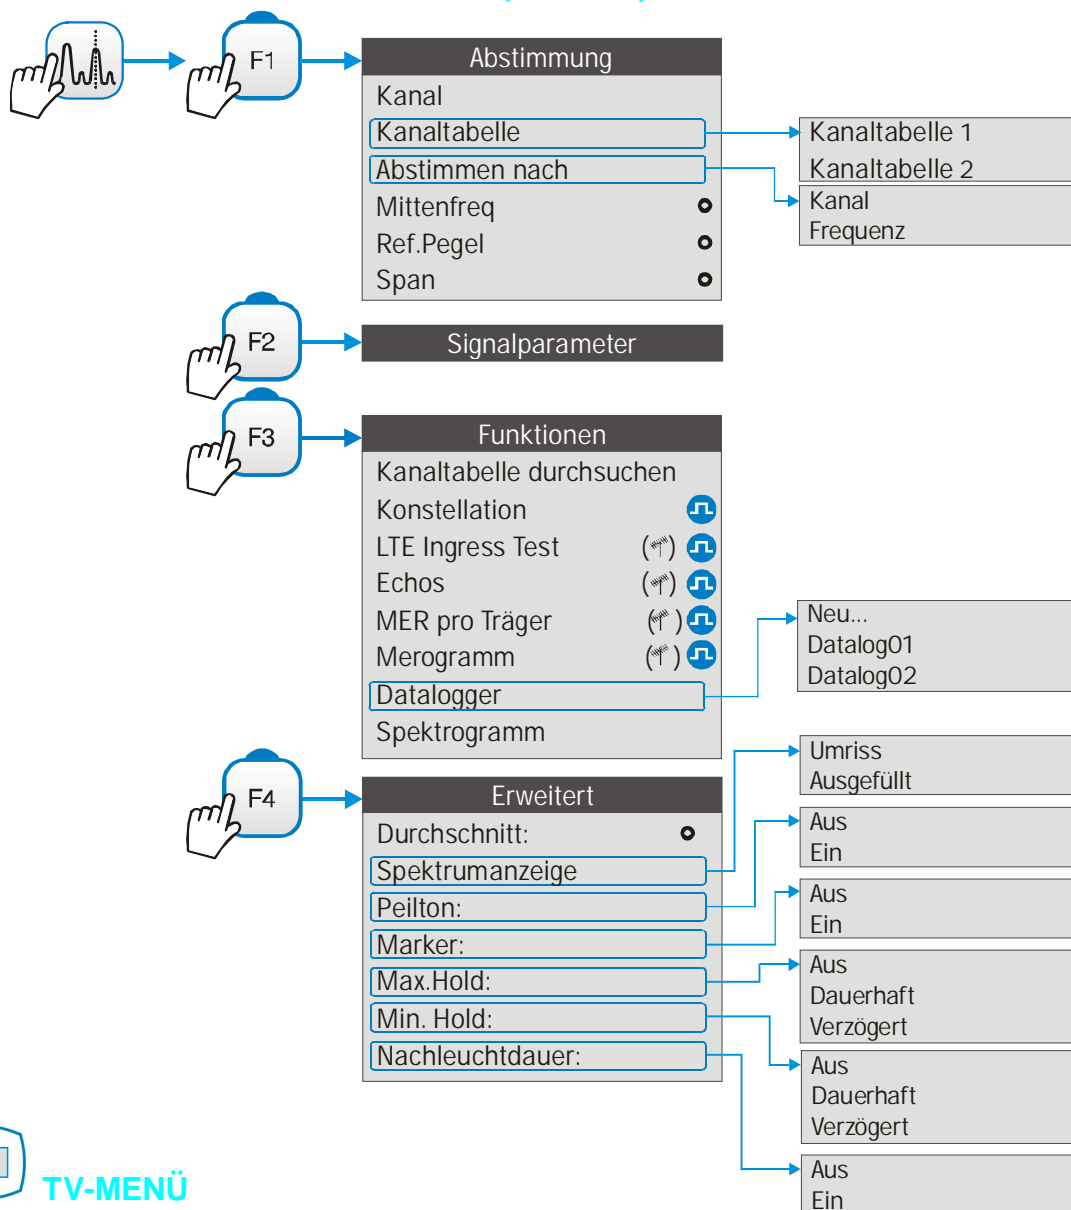 F1
Abstimmung
Kanal
Kanaltabelle
Abstimmen nach
Mittenfreq
Ref.Pegel
Span
Kanaltabelle 1
Kanaltabelle 2
Kanal
Frequenz
F2
Signalparameter
F3
Funktionen
Kanaltabelle durchsuchen
Konstellation
LTE Ingress Test
Echos
MER pro Träger
Merogramm
Datalogger
Spektrogramm
Neu...
Datalog01
Datalog02
F4
Erweitert
Durchschnitt:
Spektrumanzeige
Peilton:
Marker:
Max.Hold:
Min. Hold:
Nachleuchtdauer:
Umriss
Ausgefüllt
Aus
Ein
Aus
Ein
Aus
Dauerhaft
Verzögert
Aus
Dauerhaft
Verzögert
Aus
Ein
TV-MENÜ